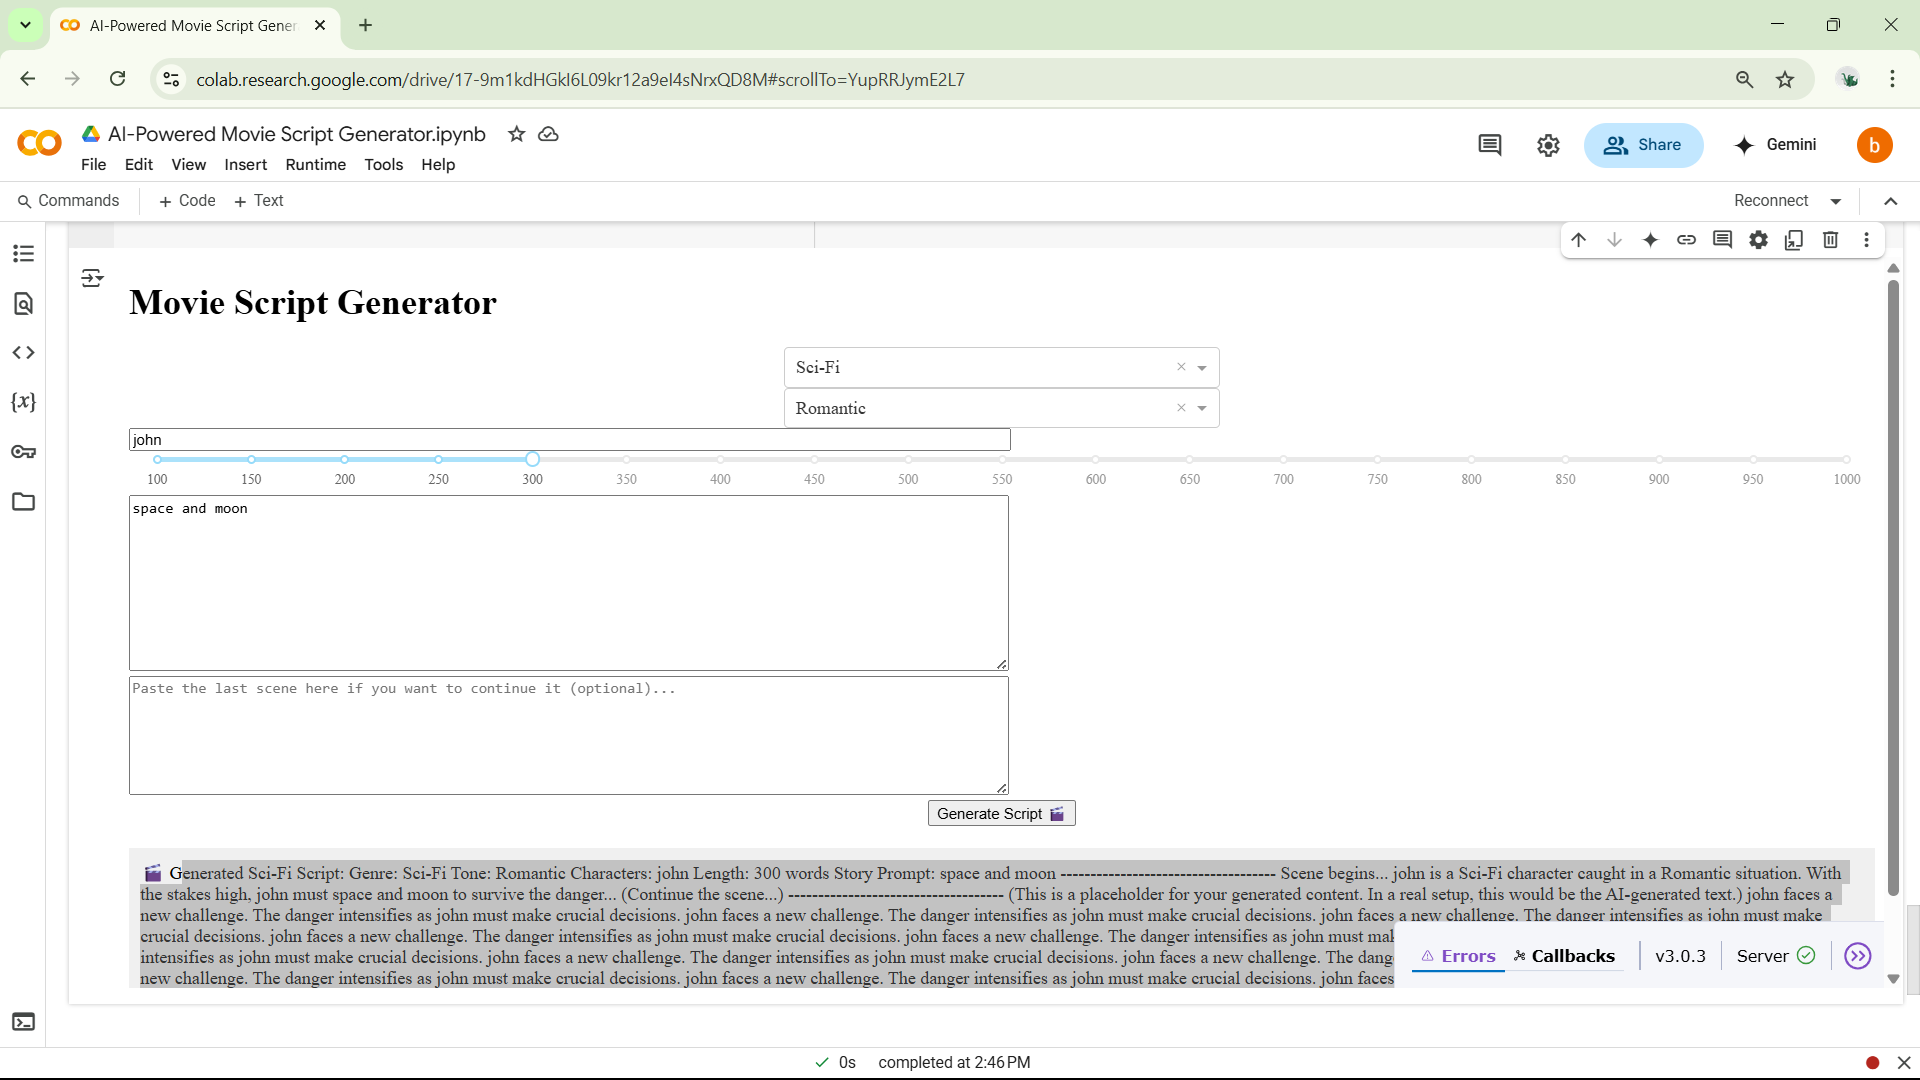 AI-Powered Movie Script Gener
colab.research.google.com/drive/17-9m1kdHGkI6L09kr12a9eI4sNrxQD8M#scrollTo=YupRRJymE2L7
AI-Powered Movie Script Generator.ipynb
Share
Gemini
b
File Edit View Insert Runtime Tools Help
Commands + Code + Text
Reconnect
Movie Script Generator
Sci-Fi
Romantic
john
100 150 200 250 300 350 400 450 500 550 600 650 700 750 800 850 900 950 1000
space and moon
Paste the last scene here if you want to continue it (optional)...
Generate Script 🎬
🎬 Generated Sci-Fi Script: Genre: Sci-Fi Tone: Romantic Characters: john Length: 300 words Story Prompt: space and moon ------------------------------------ Scene begins... john is a Sci-Fi character caught in a Romantic situation. With
the stakes high, john must space and moon to survive the danger... (Continue the scene...) ------------------------------------ (This is a placeholder for your generated content. In a real setup, this would be the AI-generated text.) john faces a
new challenge. The danger intensifies as john must make crucial decisions. john faces a new challenge. The danger intensifies as john must make crucial decisions. john faces a new challenge. The danger intensifies as john must make
crucial decisions. john faces a new challenge. The danger intensifies as john must make crucial decisions. john faces a new challenge. The danger intensifies as john must mak
intensifies as john must make crucial decisions. john faces a new challenge. The danger intensifies as john must make crucial decisions. john faces a new challenge. The dang
new challenge. The danger intensifies as john must make crucial decisions. john faces a new challenge. The danger intensifies as john must make crucial decisions. john faces
Errors Callbacks v3.0.3 Server
0s completed at 2:46 PM